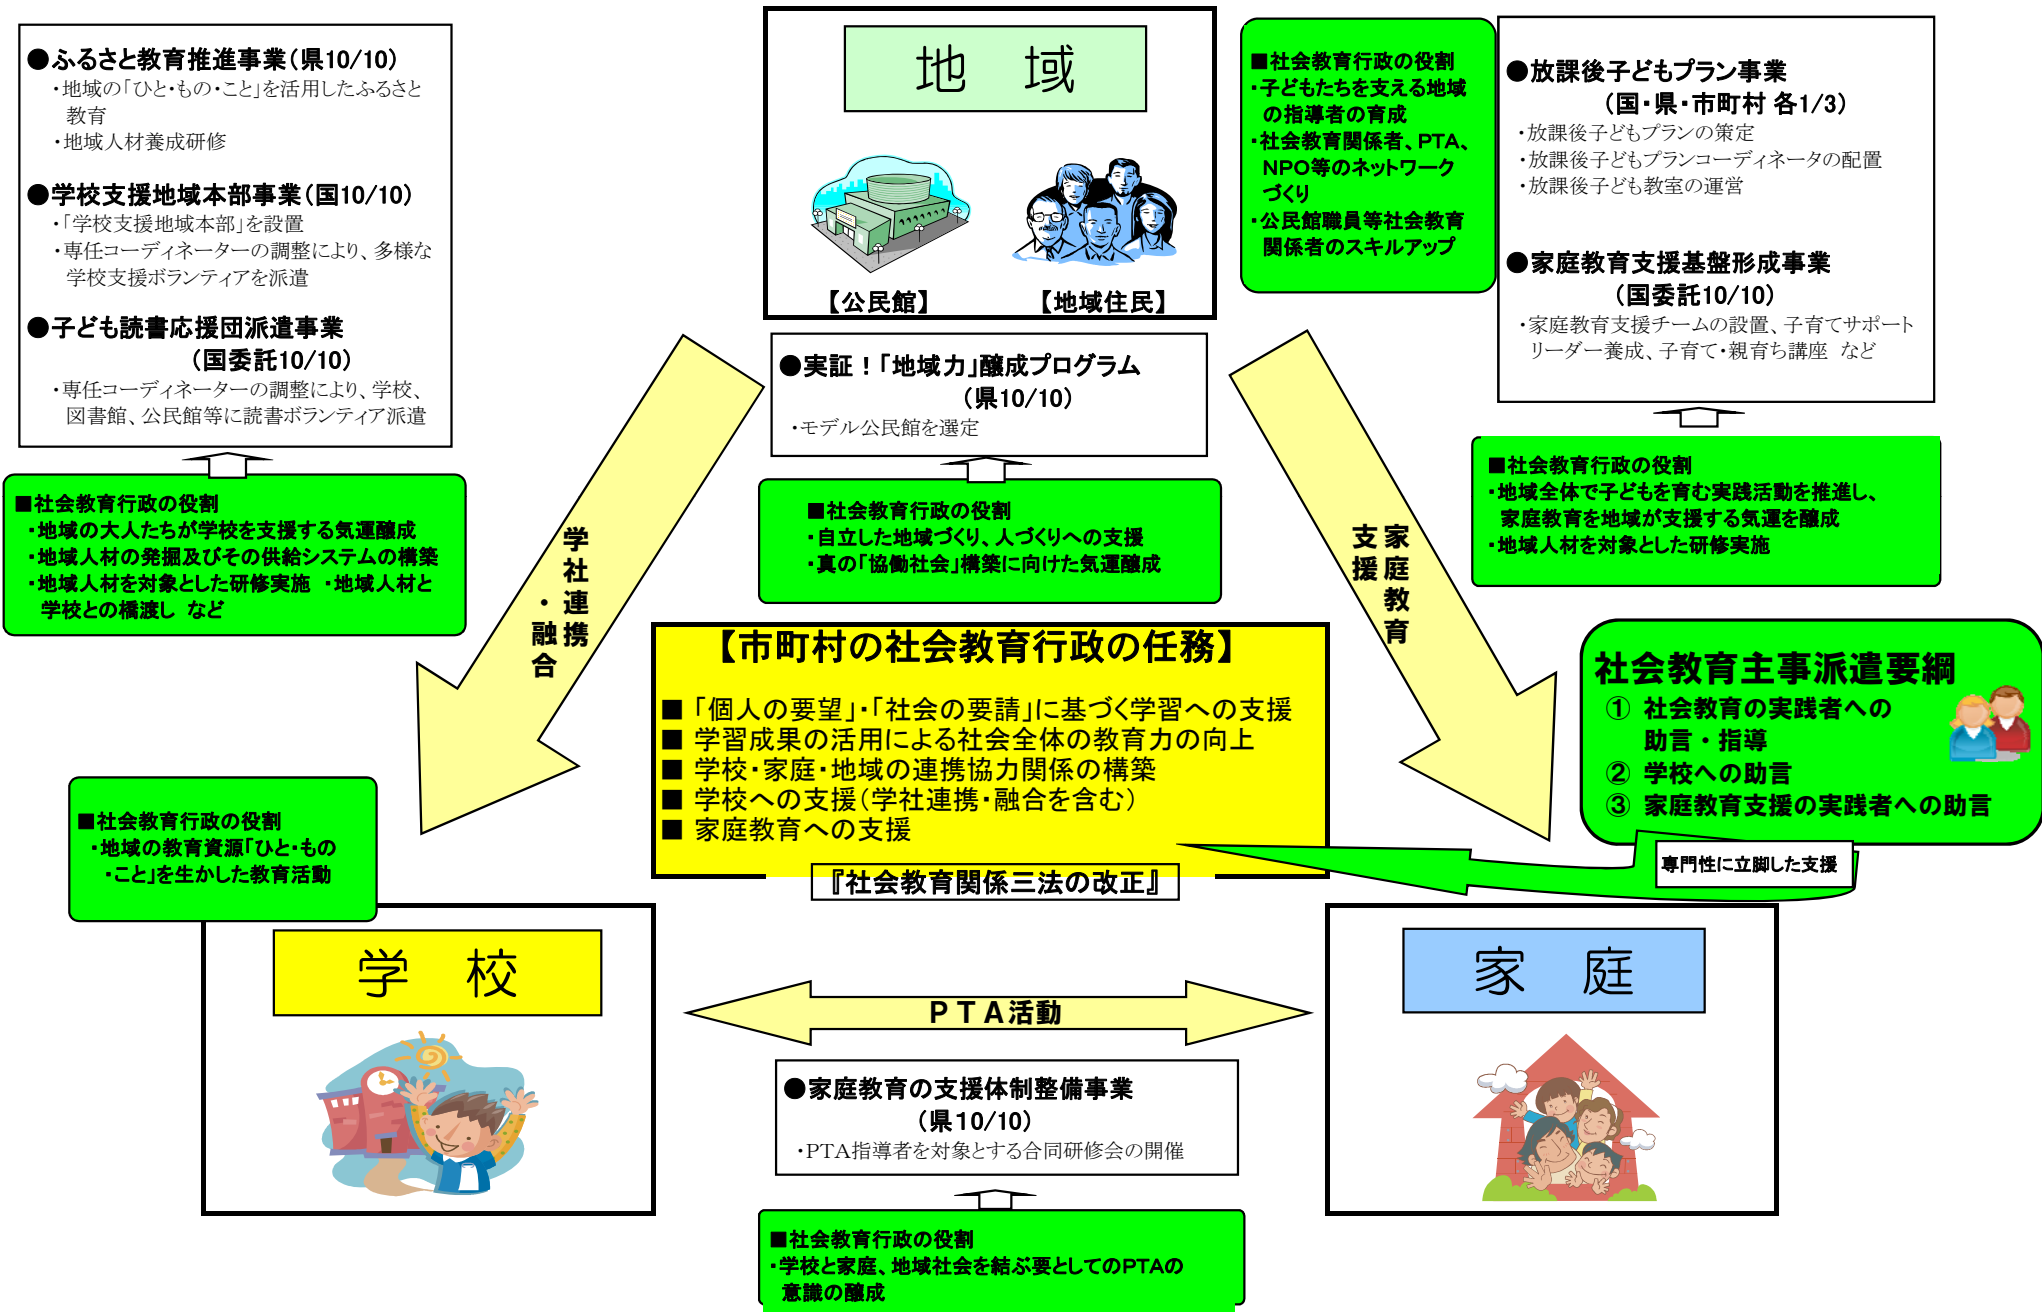 ●ふるさと教育推進事業(県10/10)
・地域の「ひと・もの・こと」を活用したふるさと
教育
・地域人材養成研修
●学校支援地域本部事業(国10/10)
・「学校支援地域本部」を設置
・専任コーディネーターの調整により、多様な
学校支援ボランティアを派遣
●子ども読書応援団派遣事業
(国委託10/10)
・専任コーディネーターの調整により、学校、
図書館、公民館等に読書ボランティア派遣
■社会教育行政の役割
・地域の大人たちが学校を支援する気運醸成
・地域人材の発掘及びその供給システムの構築
・地域人材を対象とした研修実施 ・地域人材と
学校との橋渡し など
地 域
【公民館】 【地域住民】
●実証！「地域力」醸成プログラム
(県10/10)
・モデル公民館を選定
■社会教育行政の役割
・自立した地域づくり、人づくりへの支援
・真の「協働社会」構築に向けた気運醸成
■社会教育行政の役割
・子どもたちを支える地域
の指導者の育成
・社会教育関係者、PTA、
NPO等のネットワーク
づくり
・公民館職員等社会教育
関係者のスキルアップ
●放課後子どもプラン事業
(国・県・市町村 各1/3)
・放課後子どもプランの策定
・放課後子どもプランコーディネータの配置
・放課後子ども教室の運営
●家庭教育支援基盤形成事業
(国委託10/10)
・家庭教育支援チームの設置、子育てサポート
リーダー養成、子育て・親育ち講座 など
■社会教育行政の役割
・地域全体で子どもを育む実践活動を推進し、
家庭教育を地域が支援する気運を醸成
・地域人材を対象とした研修実施
学社連携
・融合
家庭教育
支援
【市町村の社会教育行政の任務】
■ 「個人の要望」・「社会の要請」に基づく学習への支援
■ 学習成果の活用による社会全体の教育力の向上
■ 学校・家庭・地域の連携協力関係の構築
■ 学校への支援(学社連携・融合を含む)
■ 家庭教育への支援
『社会教育関係三法の改正』
社会教育主事派遣要綱
① 社会教育の実践者への
助言・指導
② 学校への助言
③ 家庭教育支援の実践者への助言
専門性に立脚した支援
■社会教育行政の役割
・地域の教育資源「ひと・もの
・こと」を生かした教育活動
学 校
PTA活動
家 庭
●家庭教育の支援体制整備事業
(県10/10)
・PTA指導者を対象とする合同研修会の開催
■社会教育行政の役割
・学校と家庭、地域社会を結ぶ要としてのPTAの
意識の醸成